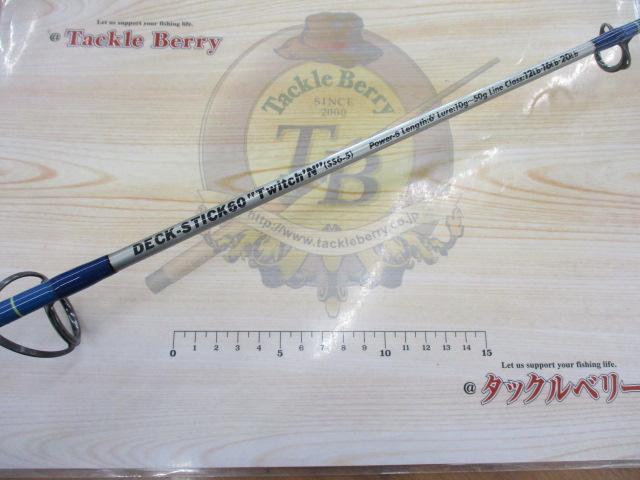 Let us support your fishing life.
@ Tackle Berry
Tackle Berry
SINCE
2000
TB
http://www.tackleberry.co.jp
DECK-STICK60"Twitch'N"(SS6-5) Power-5 Length:6' Lure:10g~50g Line Class:12Lb·16Lb·20Lb
0 1 2 3 4 5 6 7 8 9 10 11 12 13 14 15
Let us support your fishing life.
@ タックルベリー